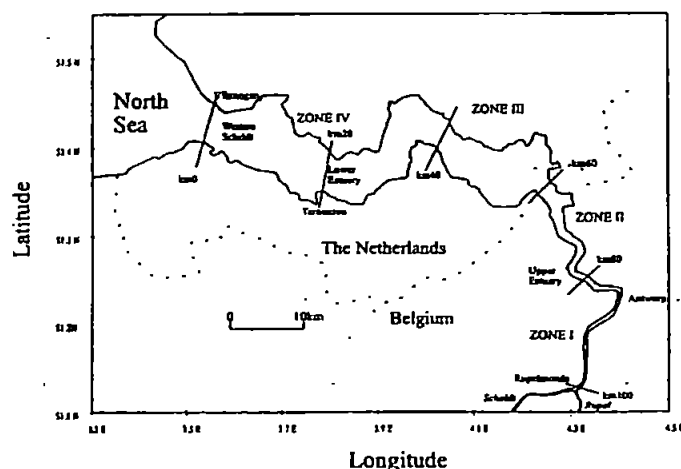 North
Sea
Vlissingen
Western
Scheldt
ZONE IV
km20
ZONE III
Lower
Estuary
km0
km40
km60
Terneuzen
ZONE II
The Netherlands
Upper
Estuary
km80
0 10km
Belgium
Antwerp
ZONE I
Rupelmonde
km100
Scheldt
Rupel
Latitude
Longitude